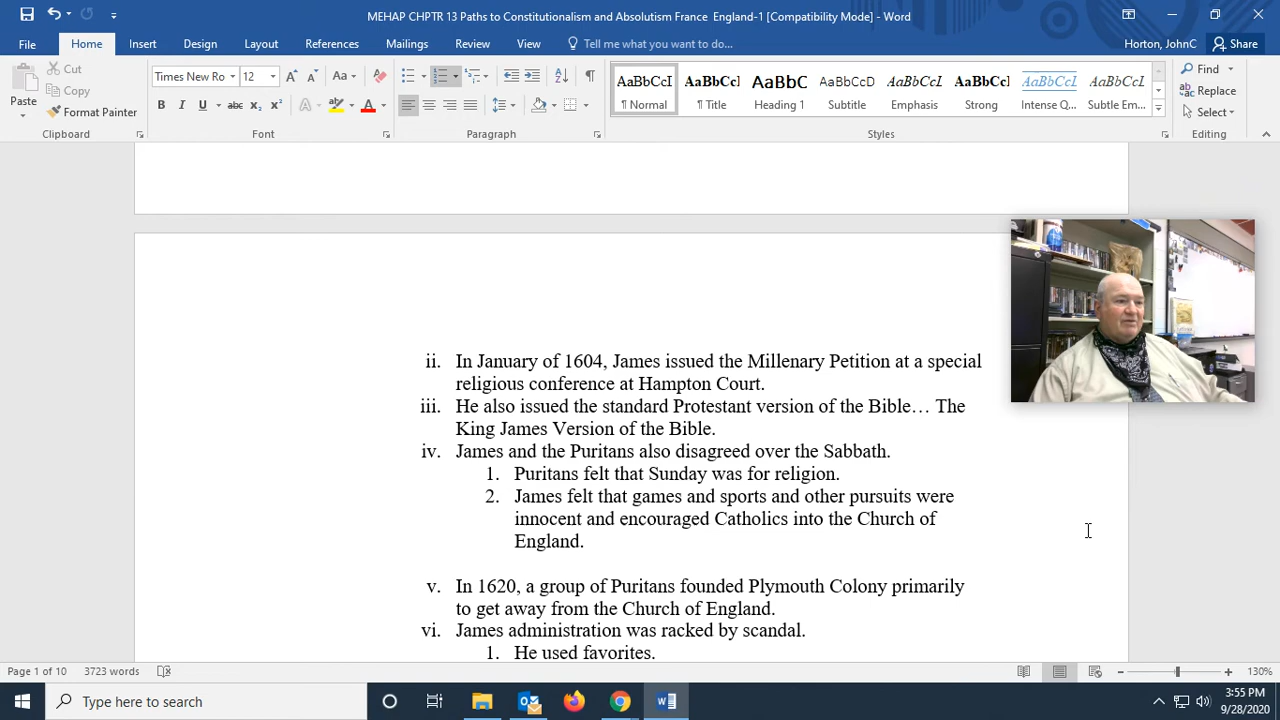 MEHAP CHPTR 13 Paths to Constitutionalism and Absolutism France England-1 [Compatibility Mode] - Word
File Home Insert Design Layout References Mailings Review View Tell me what you want to do... Horton, JohnC Share
Cut
Copy
Paste
Format Painter
Clipboard
Times New Ro 12
Font
Paragraph
AaBbCcI AaBbCcI AaBbC AaBbCcD AaBbCcL AaBbCcI AaBbCcL AaBbCcL
¶ Normal ¶ Title Heading 1 Subtitle Emphasis Strong Intense Q... Subtle Em...
Styles
Find
Replace
Select
Editing
ii. In January of 1604, James issued the Millenary Petition at a special
religious conference at Hampton Court.
iii. He also issued the standard Protestant version of the Bible… The
King James Version of the Bible.
iv. James and the Puritans also disagreed over the Sabbath.
1. Puritans felt that Sunday was for religion.
2. James felt that games and sports and other pursuits were
innocent and encouraged Catholics into the Church of
England.
v. In 1620, a group of Puritans founded Plymouth Colony primarily
to get away from the Church of England.
vi. James administration was racked by scandal.
1. He used favorites.
Page 1 of 10 3723 words 130%
Type here to search
3:55 PM
9/28/2020